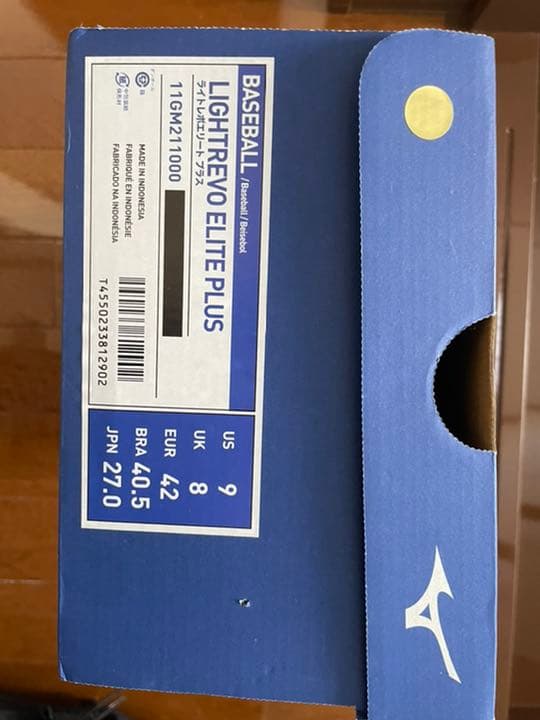 BASEBALL / Baseball / Beisebol
LIGHTREVO ELITE PLUS
ライトレボエリート プラス
11GM211000
MADE IN INDONESIA
FABRIQUÉ EN INDONÉSIE
FABRICADO NA INDONÉSIA
T4550233812902
US 9
UK 8
EUR 42
BRA 40.5
JPN 27.0